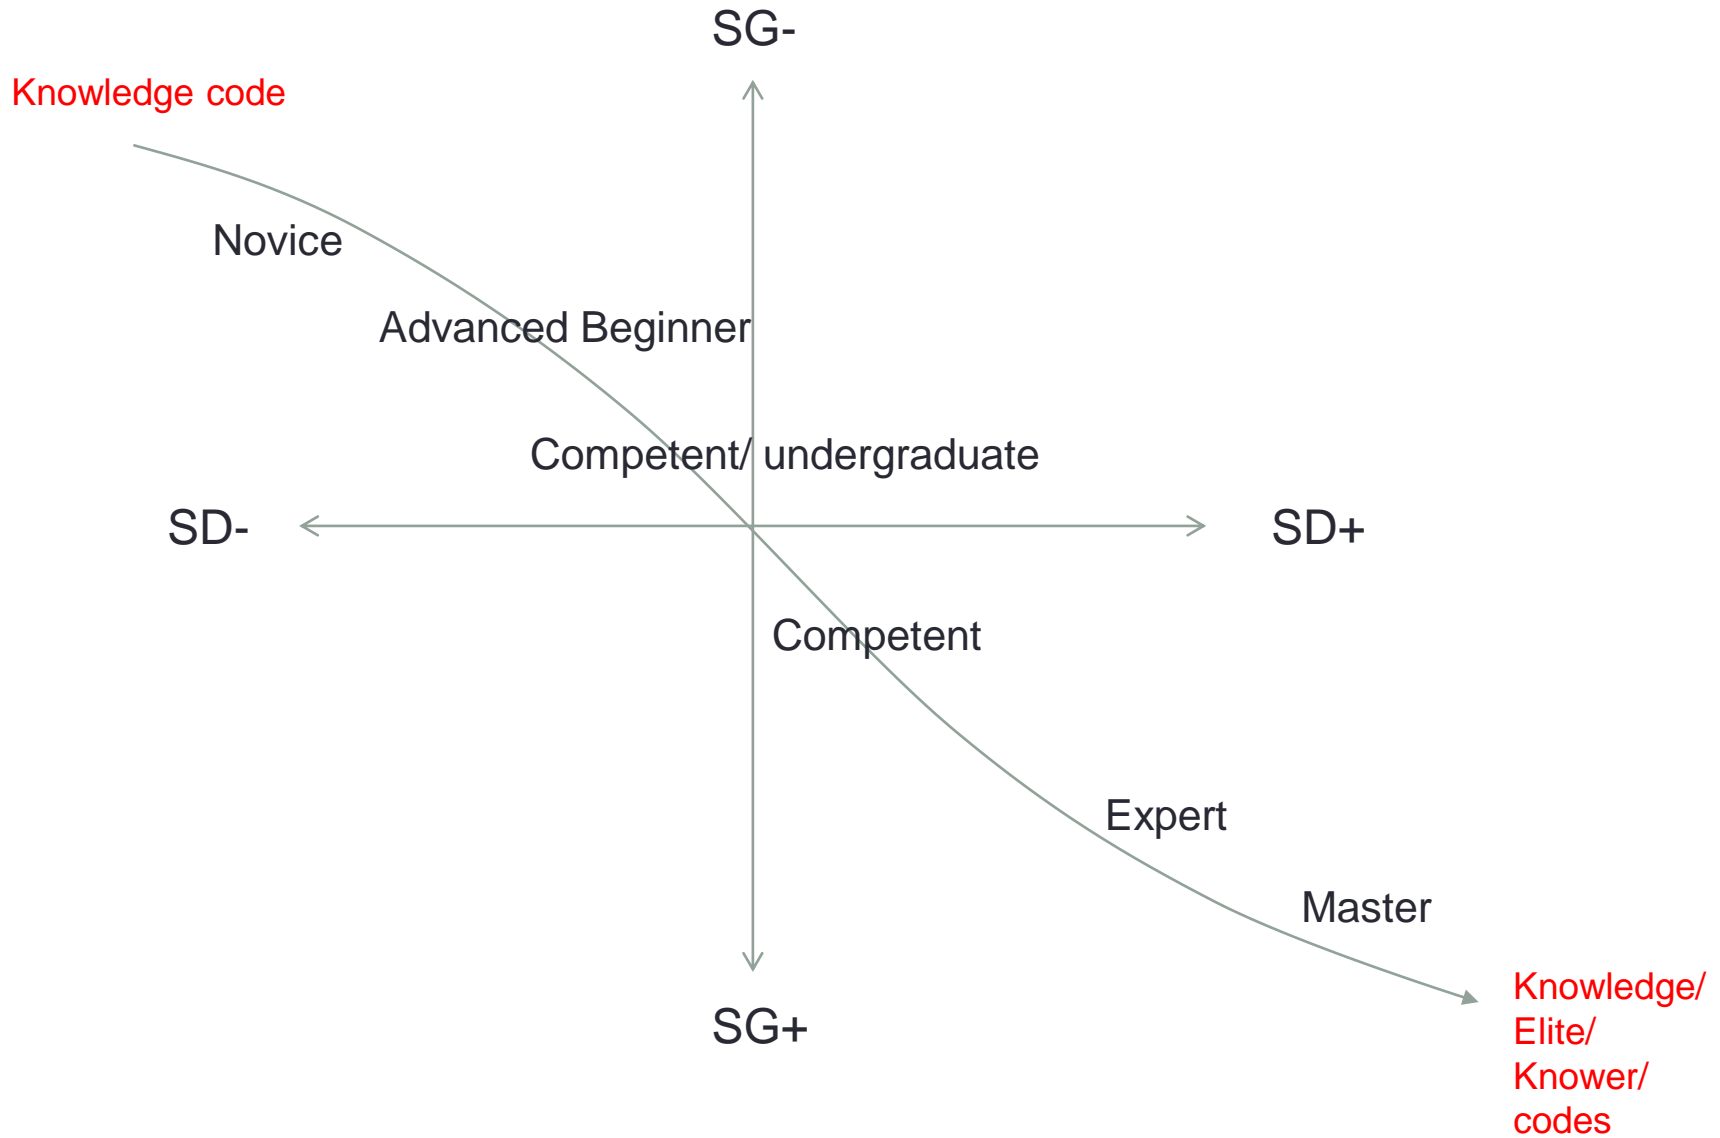 SG-
Knowledge code
Novice
Advanced Beginner
Competent/ undergraduate
SD-
SD+
Competent
Expert
Master
Knowledge/
Elite/
Knower/
codes
SG+